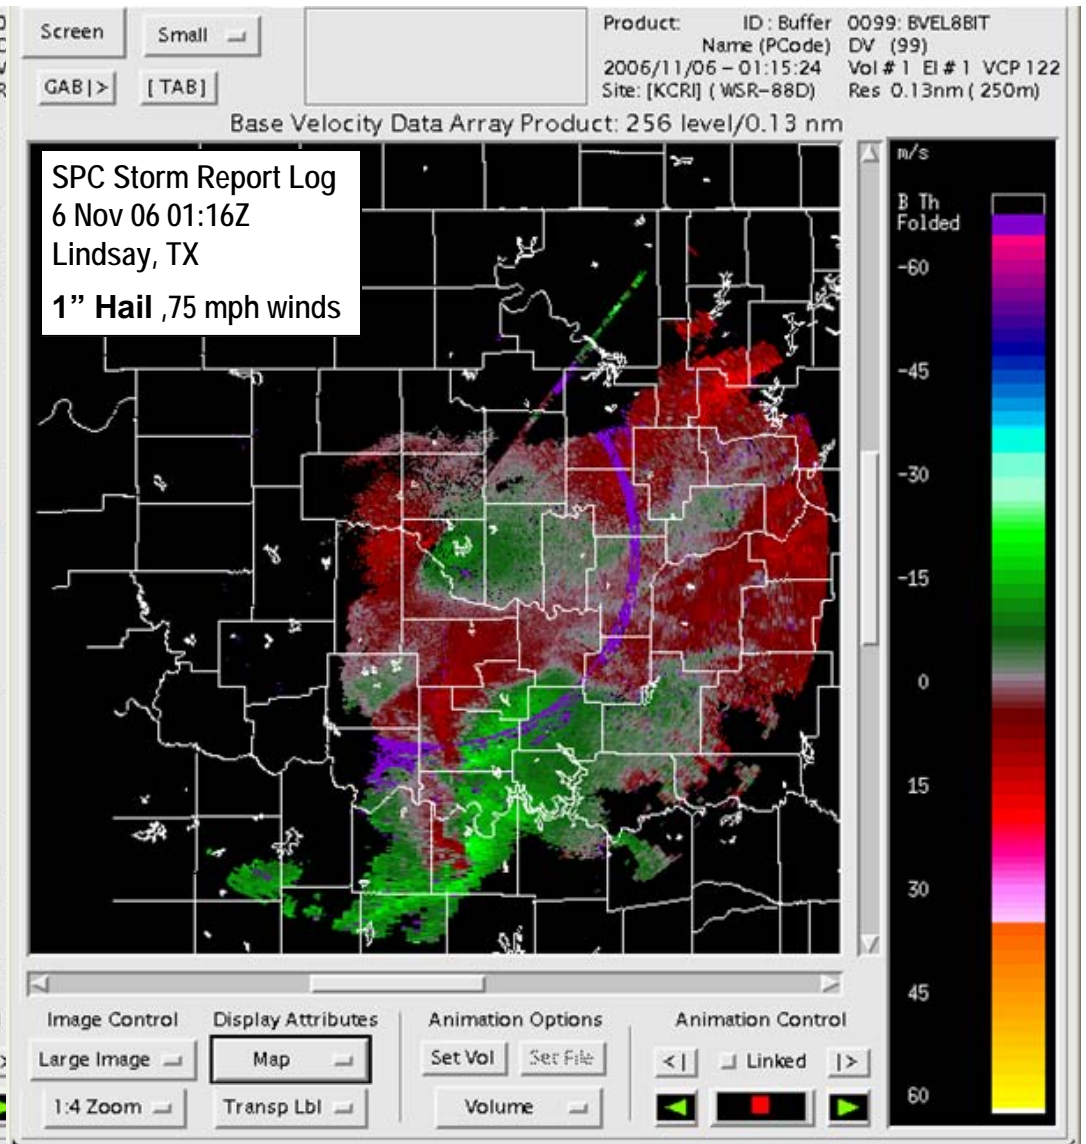 Screen
Small
GAB|>
[TAB]
Product: ID : Buffer 0099: BVEL8BIT
Name (PCode) DV (99)
2006/11/06 – 01:15:24 Vol # 1 El # 1 VCP 122
Site: [KCRI] ( WSR–88D) Res 0.13nm ( 250m)
Base Velocity Data Array Product: 256 level/0.13 nm
SPC Storm Report Log
6 Nov 06 01:16Z
Lindsay, TX
1” Hail ,75 mph winds
m/s
B Th
Folded
-60
-45
-30
-15
0
15
30
45
60
Image Control
Display Attributes
Animation Options
Animation Control
Large Image
Map
Set Vol
Set File
<|
Linked
|>
1:4 Zoom
Transp Lbl
Volume